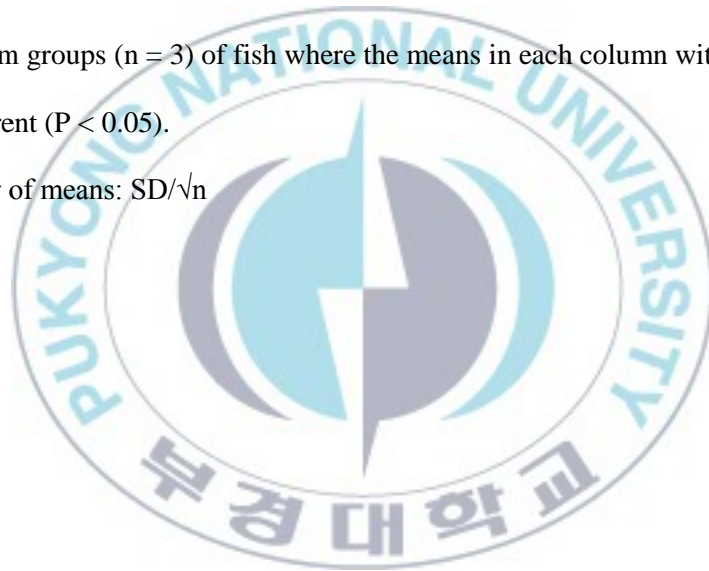 m groups (n = 3) of fish where the means in each column wit
rent (P < 0.05).
r of means: SD/√n
PUKYONG NATIONAL UNIVERSITY
부경대학교